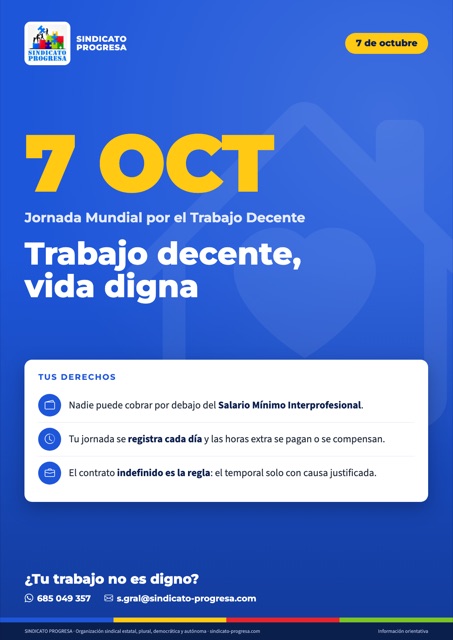 SINDICATO
PROGRESA
SINDICATO
PROGRESA
7 de octubre
7 OCT
Jornada Mundial por el Trabajo Decente
Trabajo decente,
vida digna
TUS DERECHOS
Nadie puede cobrar por debajo del Salario Mínimo Interprofesional.
Tu jornada se registra cada día y las horas extra se pagan o se compensan.
El contrato indefinido es la regla: el temporal solo con causa justificada.
¿Tu trabajo no es digno?
685 049 357 s.gral@sindicato-progresa.com
SINDICATO PROGRESA · Organización sindical estatal, plural, democrática y autónoma · sindicato-progresa.com
Información orientativa